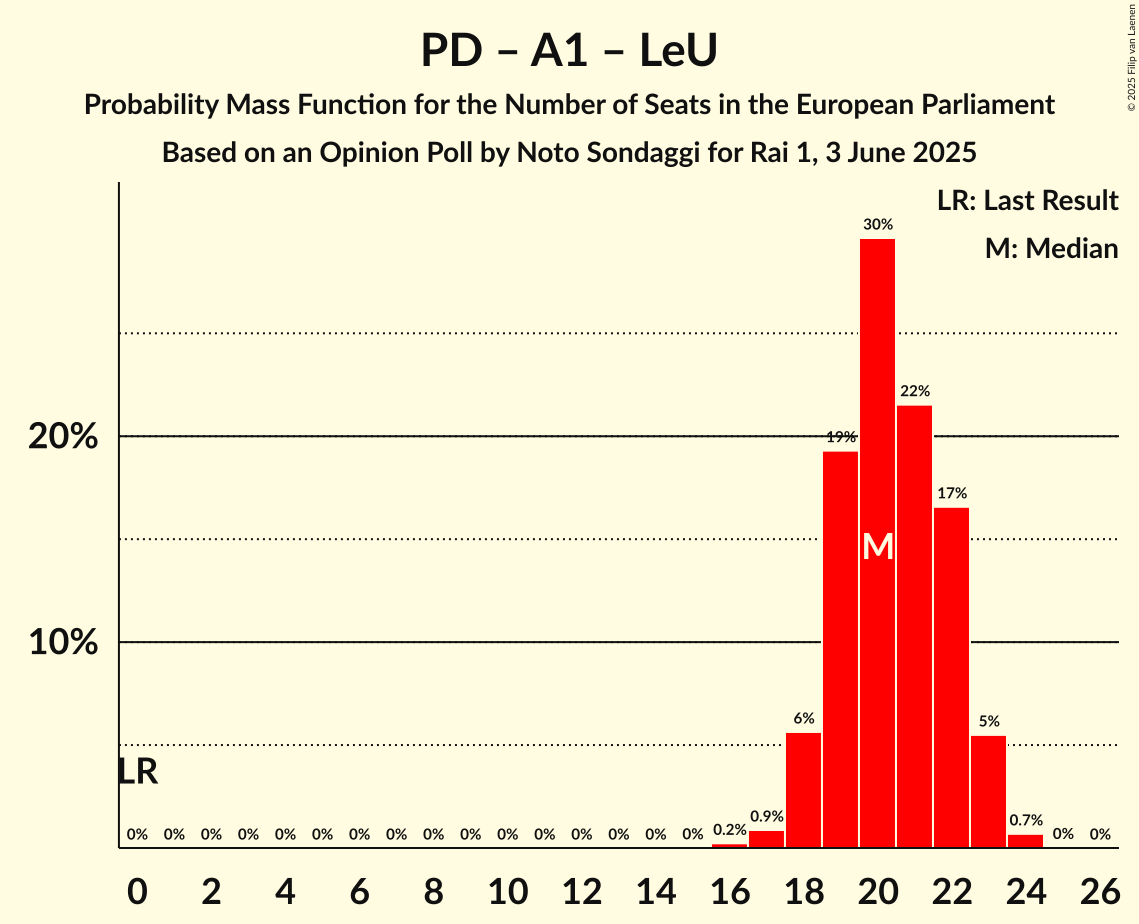 PD – A1 – LeU
Probability Mass Function for the Number of Seats in the European Parliament
Based on an Opinion Poll by Noto Sondaggi for Rai 1, 3 June 2025
© 2025 Filip van Laenen
LR: Last Result
M: Median
20%
10%
LR
M
0% 0% 0% 0% 0% 0% 0% 0% 0% 0% 0% 0% 0% 0% 0% 0% 0.2% 0.9% 6% 19% 30% 22% 17% 5% 0.7% 0% 0%
0 2 4 6 8 10 12 14 16 18 20 22 24 26